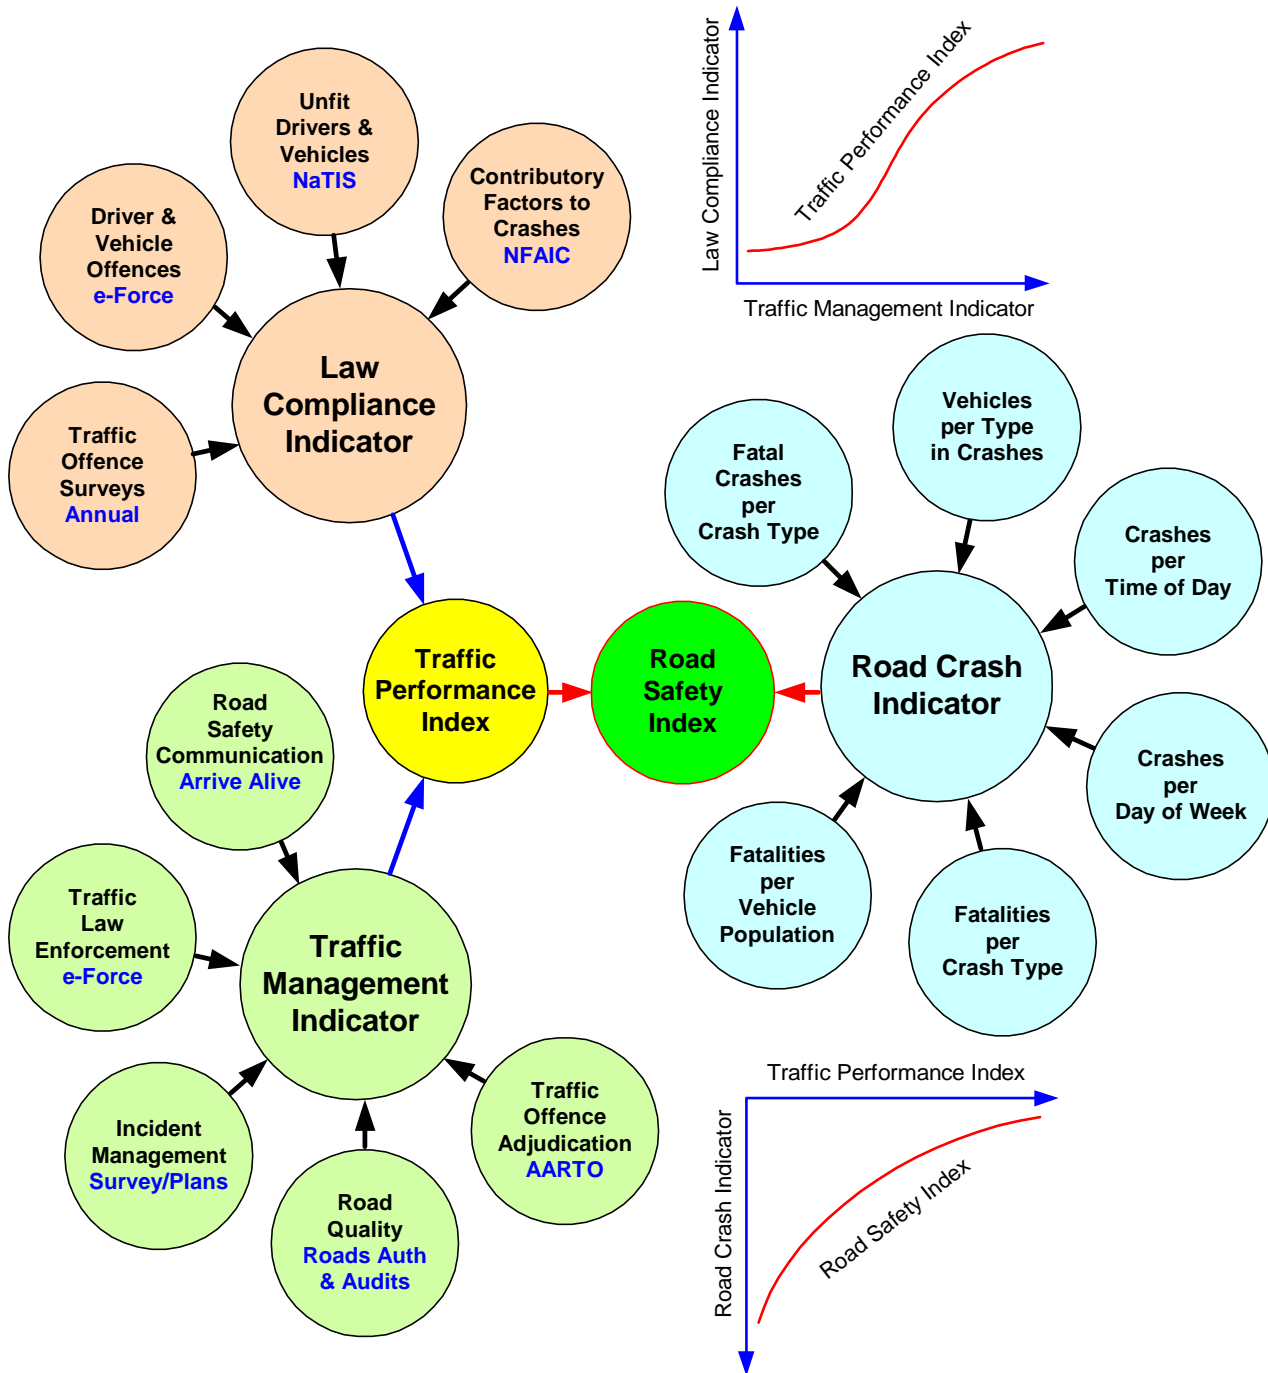 Unfit
Drivers &
Vehicles
NaTIS
Contributory
Factors to
Crashes
NFAIC
Driver &
Vehicle
Offences
e-Force
Traffic
Offence
Surveys
Annual
Law
Compliance
Indicator
Law Compliance Indicator
Traffic Performance Index
Traffic Management Indicator
Vehicles
per Type
in Crashes
Fatal
Crashes
per
Crash Type
Crashes
per
Time of Day
Road Crash
Indicator
Crashes
per
Day of Week
Fatalities
per
Crash Type
Fatalities
per
Vehicle
Population
Traffic
Performance
Index
Road
Safety
Index
Road
Safety
Communication
Arrive Alive
Traffic
Law
Enforcement
e-Force
Traffic
Management
Indicator
Incident
Management
Survey/Plans
Road
Quality
Roads Auth
& Audits
Traffic
Offence
Adjudication
AARTO
Traffic Performance Index
Road Crash Indicator
Road Safety Index